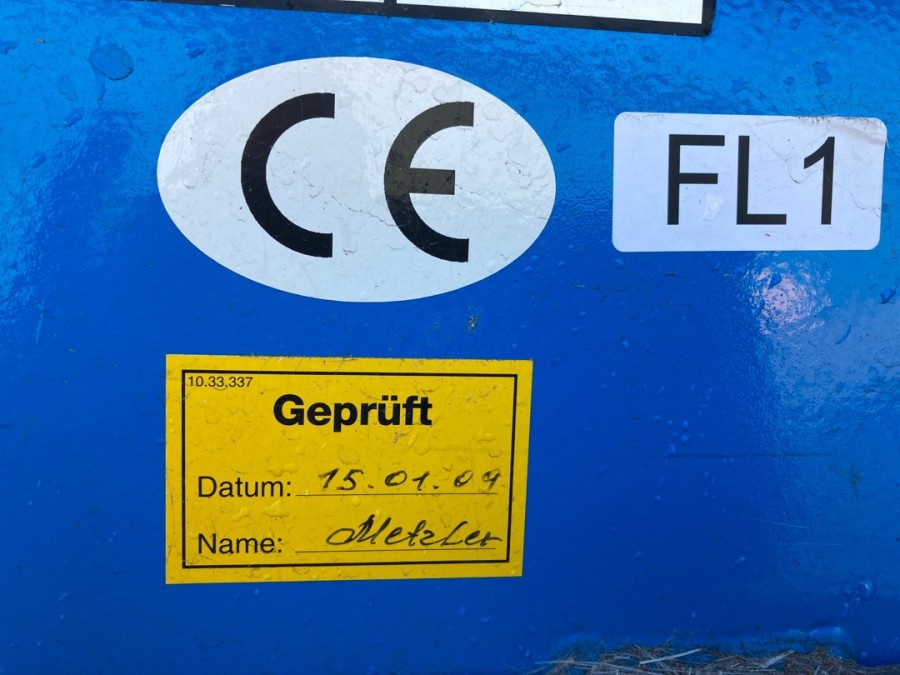 CE
FL1
10.33.337
Geprüft
Datum: 15.01.09
Name: Metzler